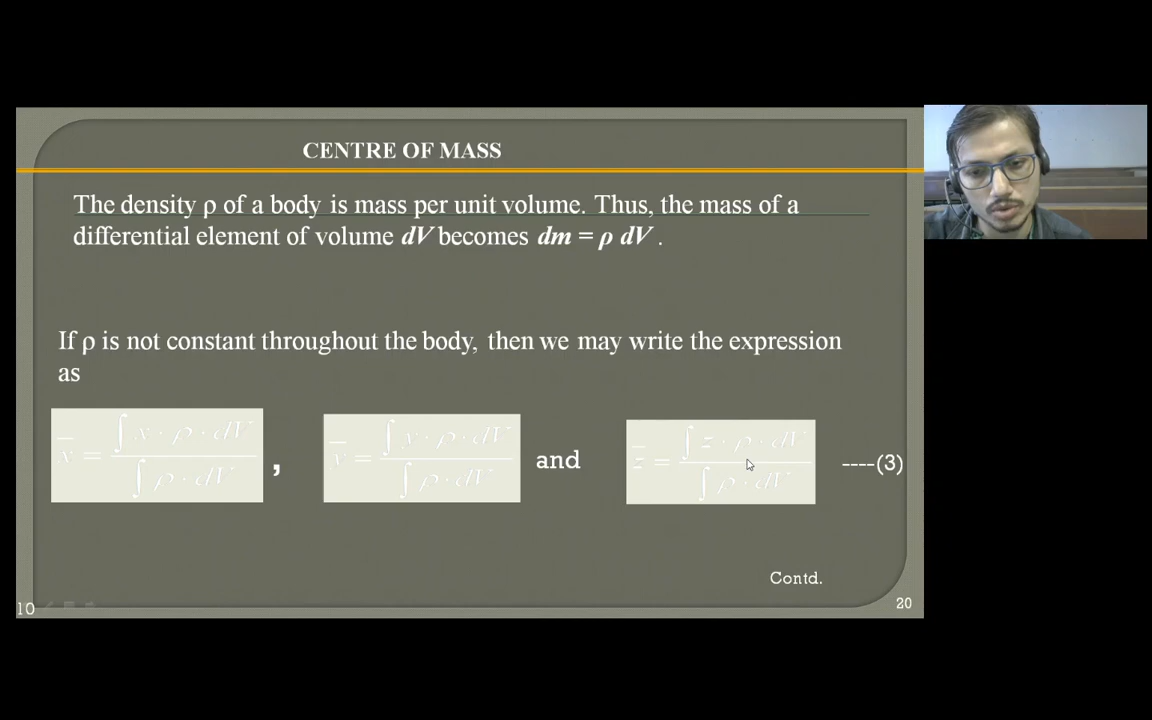 CENTRE OF MASS
The density ρ of a body is mass per unit volume. Thus, the mass of a
differential element of volume dV becomes dm = ρ dV .
If ρ is not constant throughout the body, then we may write the expression
as
x̅ = ∫ x · ρ · dV / ∫ ρ · dV , y̅ = ∫ y · ρ · dV / ∫ ρ · dV and z̅ = ∫ z · ρ · dV / ∫ ρ · dV ----(3)
Contd.
10 20